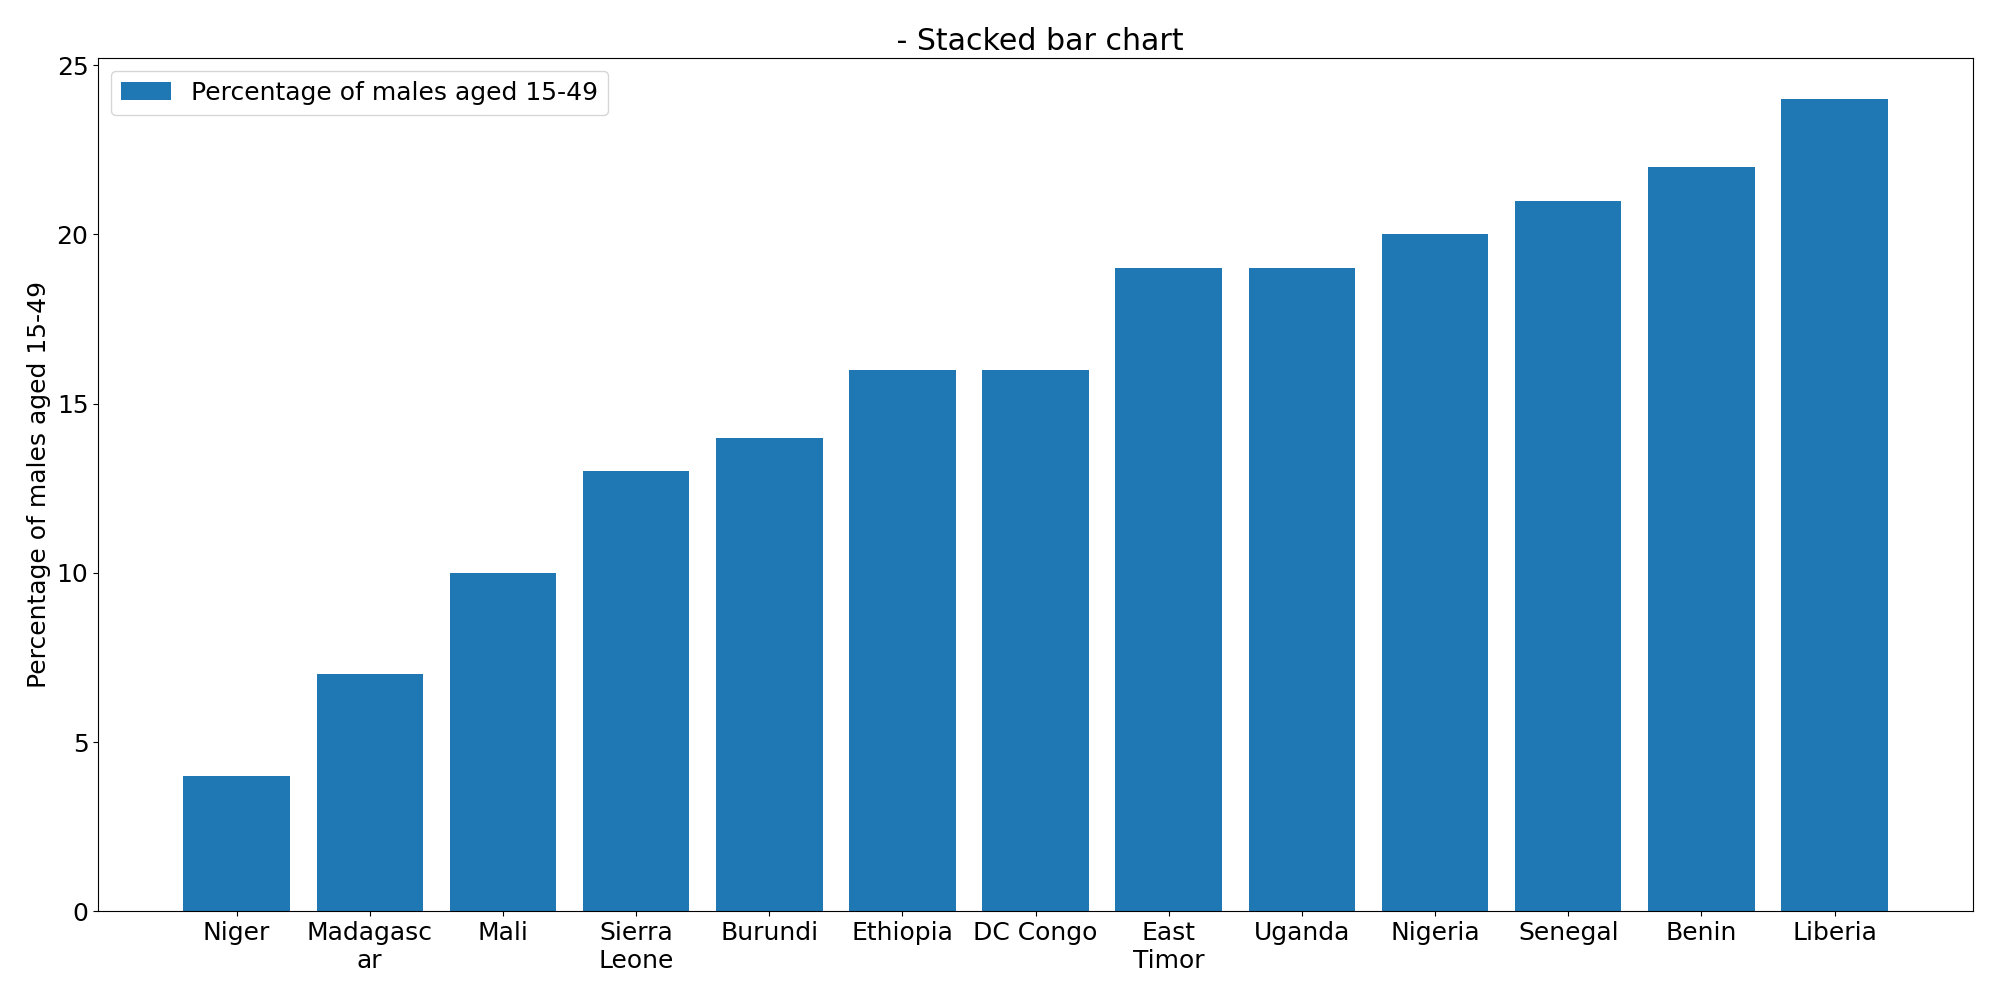 - Stacked bar chart
Percentage of males aged 15-49
Percentage of males aged 15-49
25
20
15
10
5
0
Niger
Madagasc
ar
Mali
Sierra
Leone
Burundi
Ethiopia
DC Congo
East
Timor
Uganda
Nigeria
Senegal
Benin
Liberia